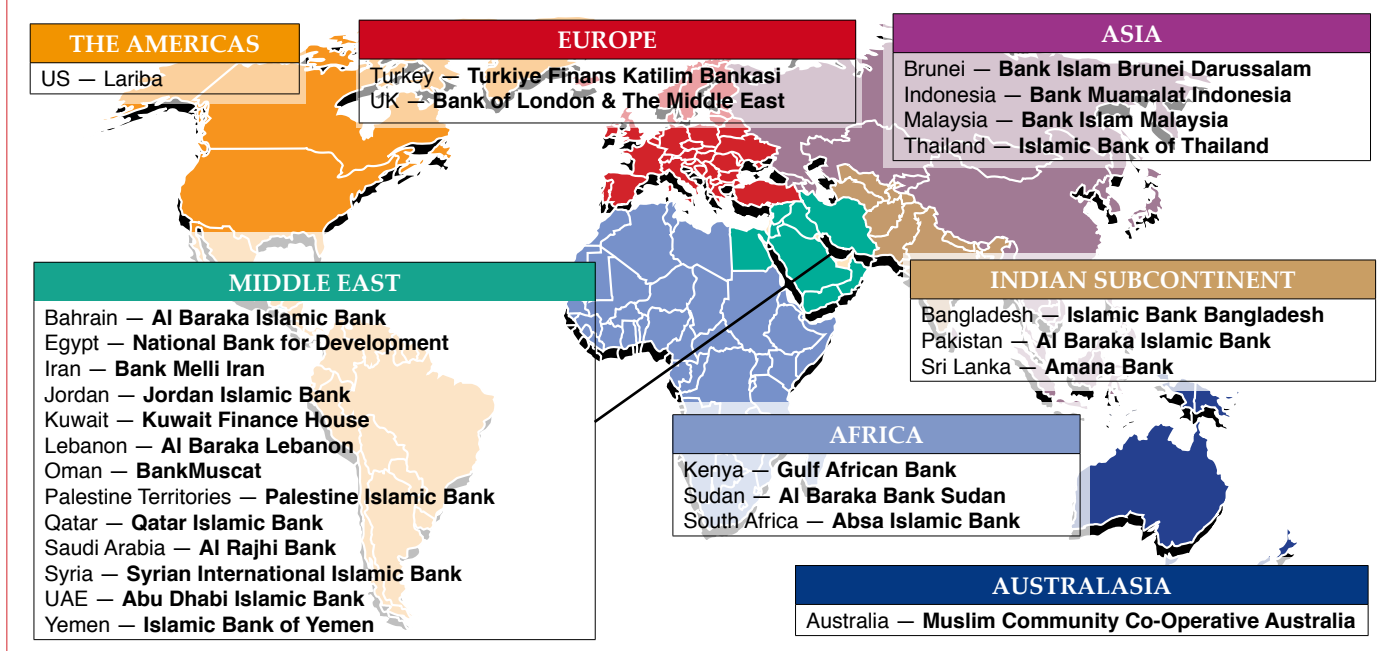 THE AMERICAS
US — Lariba
EUROPE
Turkey — Turkiye Finans Katilim Bankasi
UK — Bank of London & The Middle East
ASIA
Brunei — Bank Islam Brunei Darussalam
Indonesia — Bank Muamalat Indonesia
Malaysia — Bank Islam Malaysia
Thailand — Islamic Bank of Thailand
MIDDLE EAST
Bahrain — Al Baraka Islamic Bank
Egypt — National Bank for Development
Iran — Bank Melli Iran
Jordan — Jordan Islamic Bank
Kuwait — Kuwait Finance House
Lebanon — Al Baraka Lebanon
Oman — BankMuscat
Palestine Territories — Palestine Islamic Bank
Qatar — Qatar Islamic Bank
Saudi Arabia — Al Rajhi Bank
Syria — Syrian International Islamic Bank
UAE — Abu Dhabi Islamic Bank
Yemen — Islamic Bank of Yemen
INDIAN SUBCONTINENT
Bangladesh — Islamic Bank Bangladesh
Pakistan — Al Baraka Islamic Bank
Sri Lanka — Amana Bank
AFRICA
Kenya — Gulf African Bank
Sudan — Al Baraka Bank Sudan
South Africa — Absa Islamic Bank
AUSTRALASIA
Australia — Muslim Community Co-Operative Australia